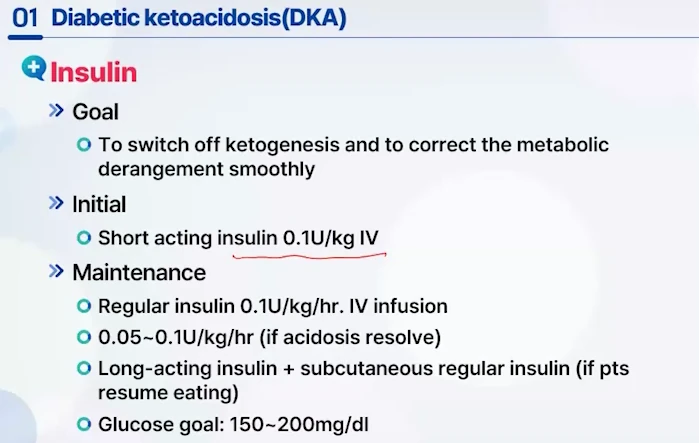 01 Diabetic ketoacidosis(DKA)
Insulin
Goal
To switch off ketogenesis and to correct the metabolic
derangement smoothly
Initial
Short acting insulin 0.1U/kg IV
Maintenance
Regular insulin 0.1U/kg/hr. IV infusion
0.05~0.1U/kg/hr (if acidosis resolve)
Long-acting insulin + subcutaneous regular insulin (if pts
resume eating)
Glucose goal: 150~200mg/dl